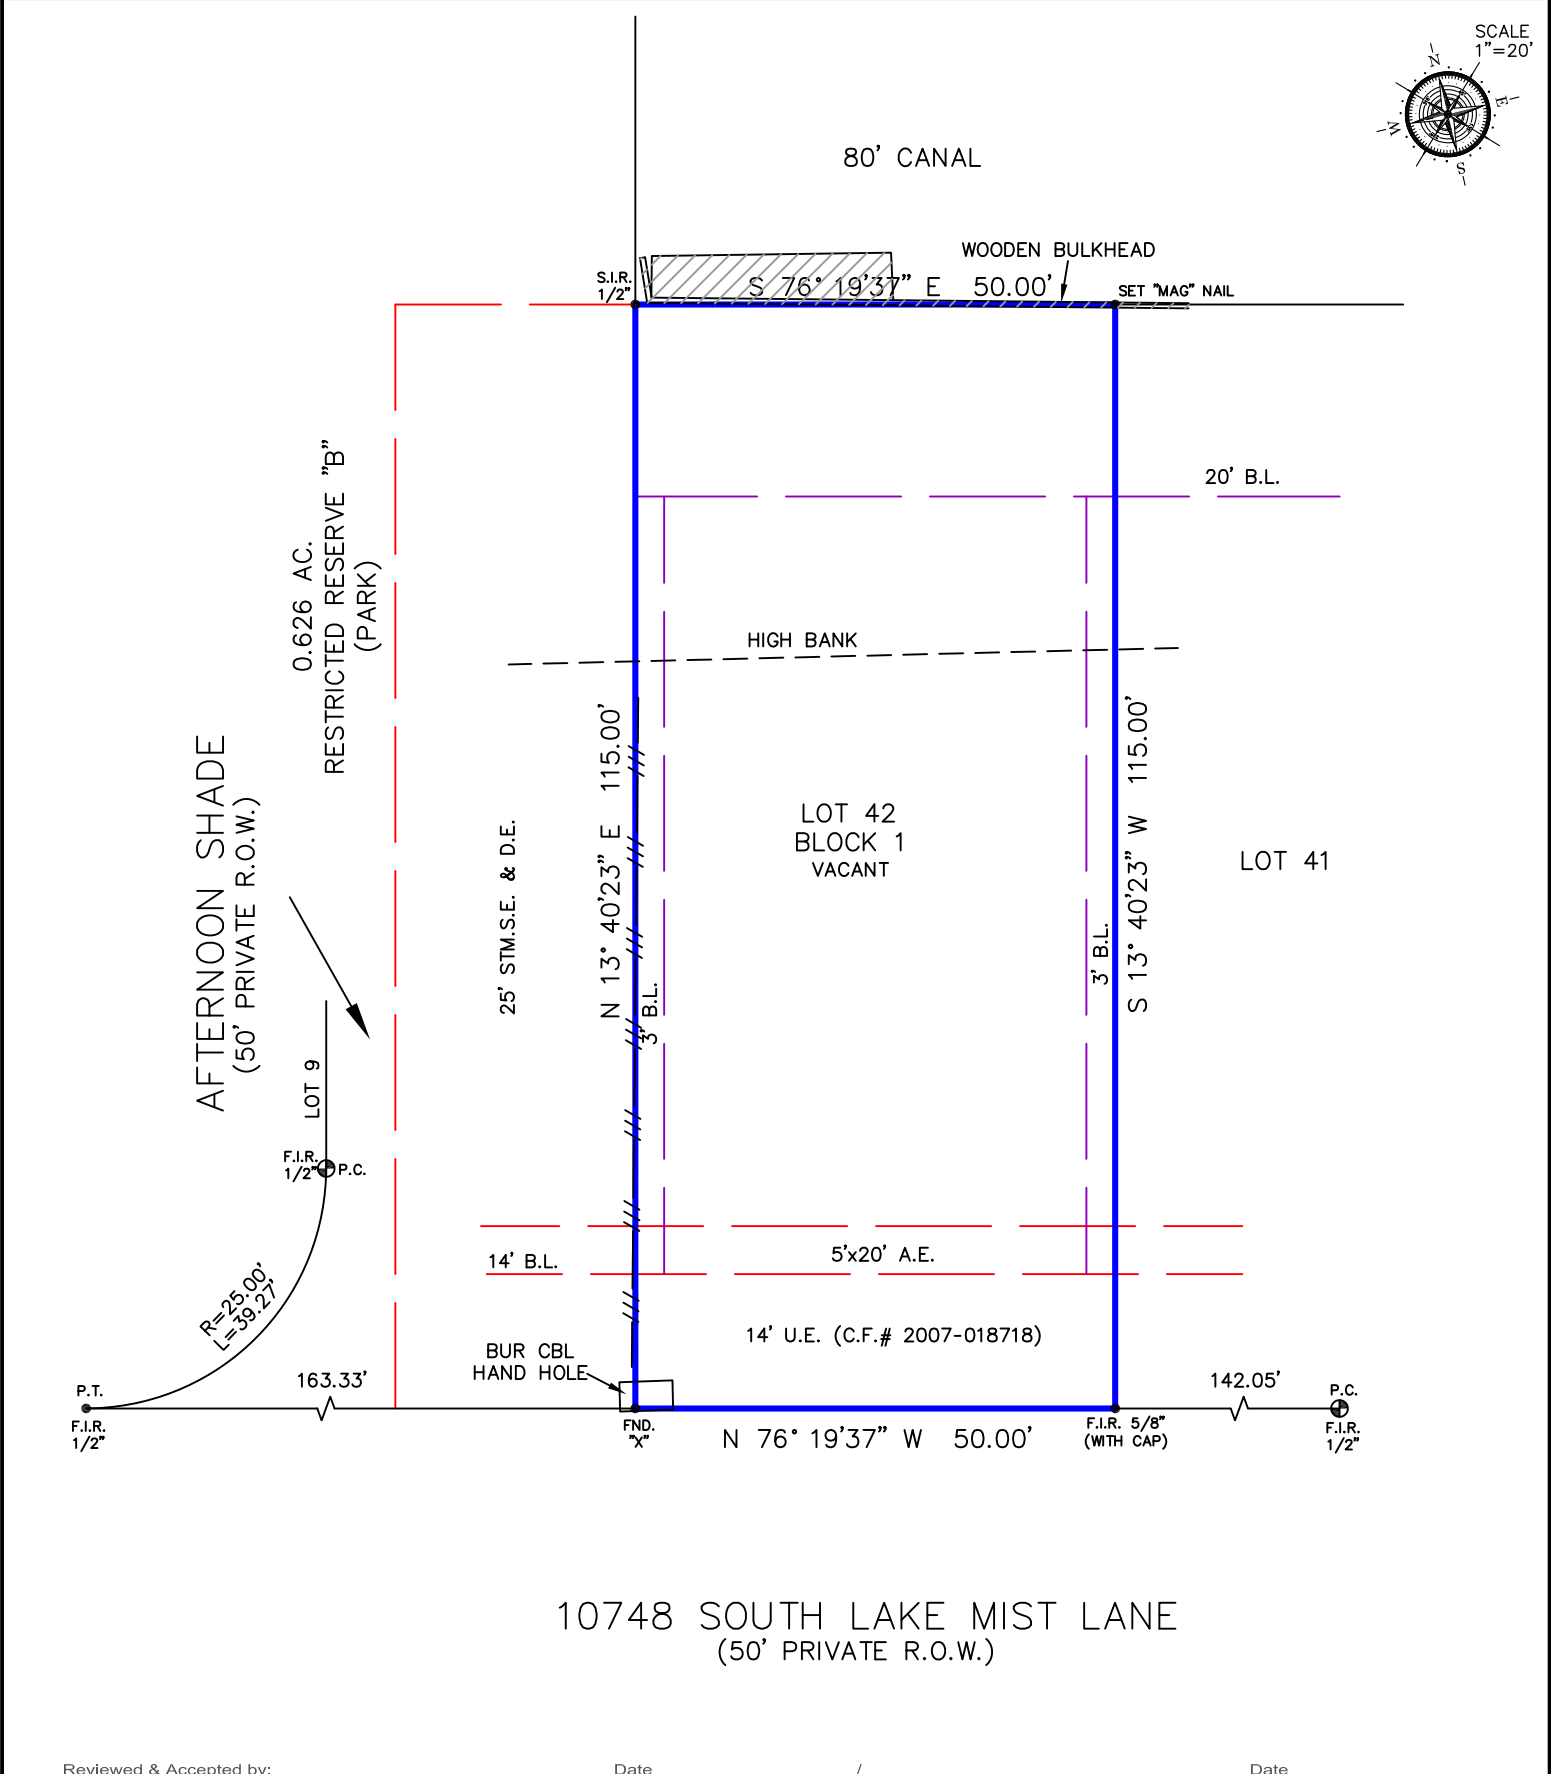 SCALE
1"=20'
N
E
W
S
80' CANAL
WOODEN BULKHEAD
S.I.R.
1/2"
S 76° 19'37" E 50.00'
SET "MAG" NAIL
20' B.L.
0.626 AC.
RESTRICTED RESERVE "B"
(PARK)
HIGH BANK
AFTERNOON SHADE
(50' PRIVATE R.O.W.)
25' STM.S.E. & D.E.
N 13° 40'23" E 115.00'
3' B.L.
LOT 42
BLOCK 1
VACANT
3' B.L.
S 13° 40'23" W 115.00'
LOT 41
LOT 9
F.I.R.
1/2"
P.C.
14' B.L.
5'x20' A.E.
R=25.00'
L=39.27'
14' U.E. (C.F.# 2007-018718)
BUR CBL
HAND HOLE
P.T.
163.33'
142.05'
P.C.
F.I.R.
1/2"
FND.
"X"
N 76° 19'37" W 50.00'
F.I.R. 5/8"
(WITH CAP)
F.I.R.
1/2"
10748 SOUTH LAKE MIST LANE
(50' PRIVATE R.O.W.)
Reviewed & Accepted by: Date / Date